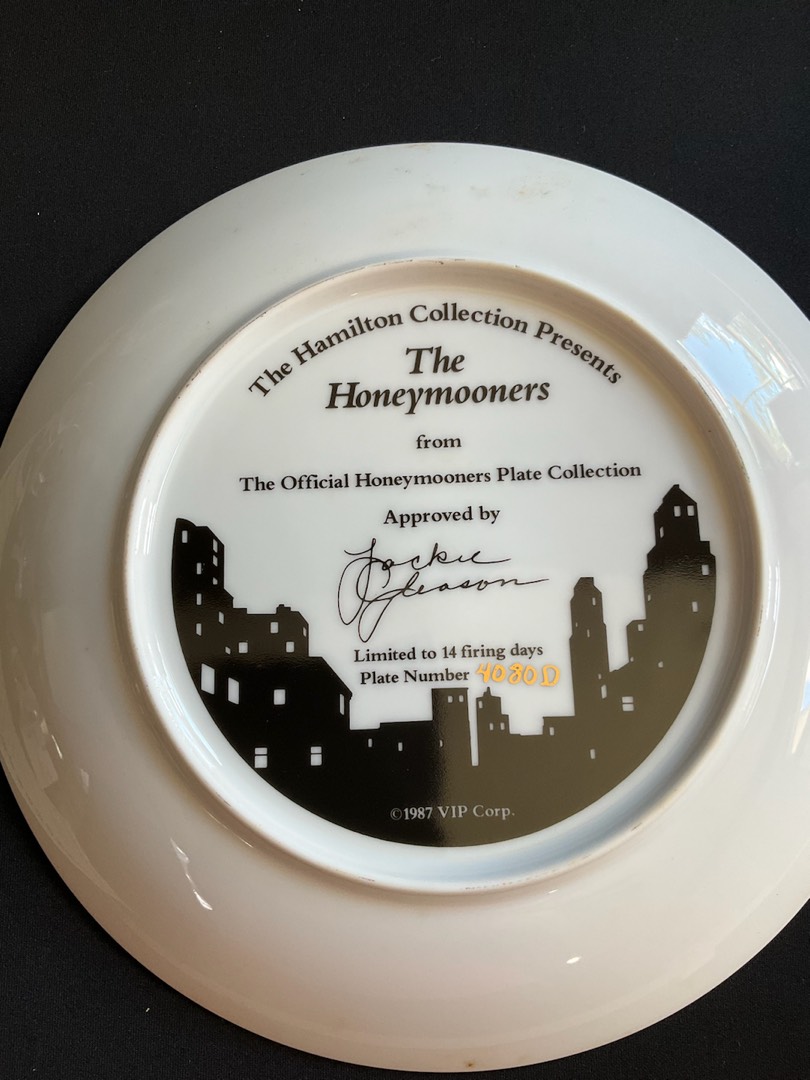 The Hamilton Collection Presents
The
Honeymooners
from
The Official Honeymooners Plate Collection
Approved by
Jackie
Gleason
Limited to 14 firing days
Plate Number 4080D
©1987 VIP Corp.